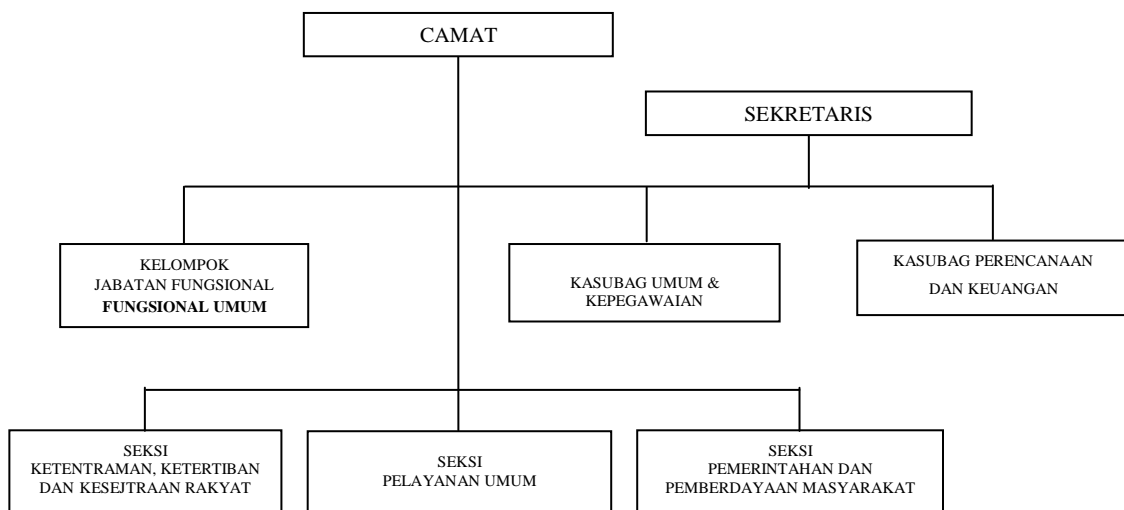 CAMAT
SEKRETARIS
KELOMPOK
JABATAN FUNGSIONAL
FUNGSIONAL UMUM
KASUBAG UMUM &
KEPEGAWAIAN
KASUBAG PERENCANAAN
DAN KEUANGAN
SEKSI
KETENTRAMAN, KETERTIBAN
DAN KESEJTRAAN RAKYAT
SEKSI
PELAYANAN UMUM
SEKSI
PEMERINTAHAN DAN
PEMBERDAYAAN MASYARAKAT